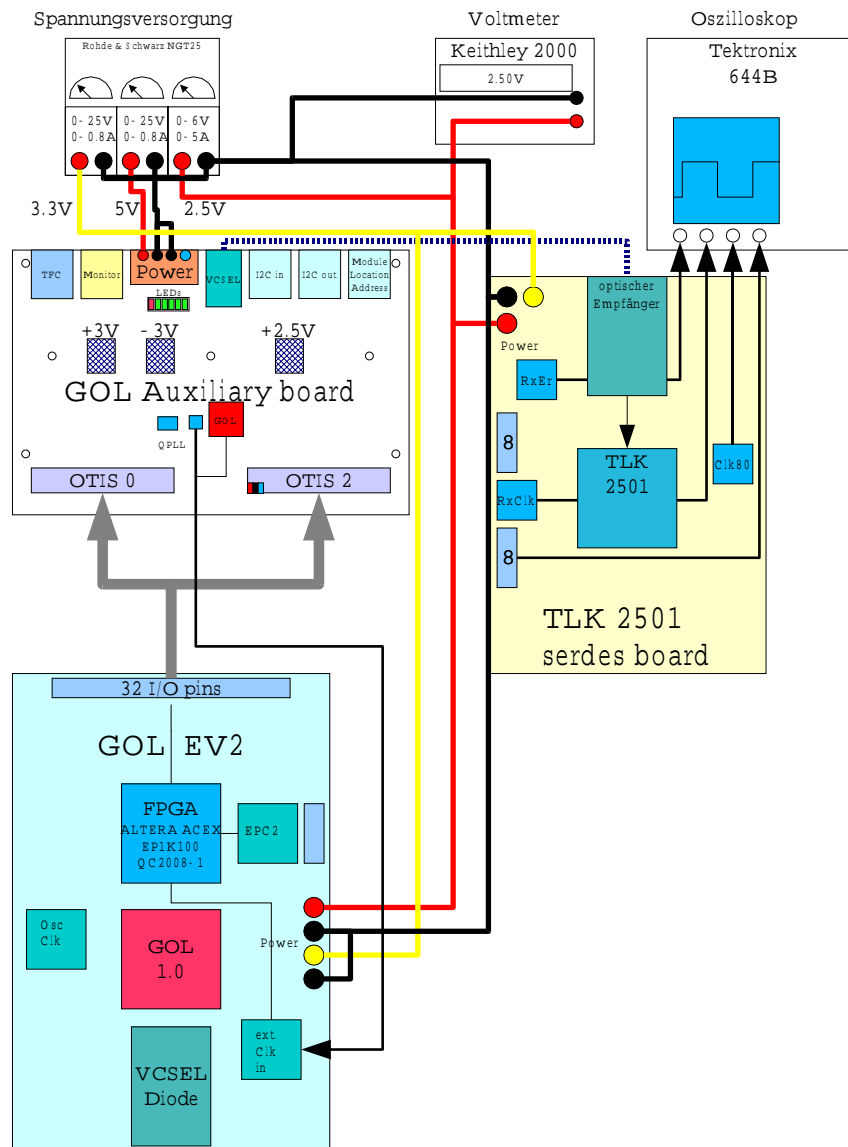 Spannungsversorgung
Voltmeter
Oszilloskop
Rohde & Schwarz NGT25
Keithley 2000
2.50V
Tektronix
644B
0- 25V
0- 0.8A
0- 25V
0- 0.8A
0- 6V
0- 5A
3.3V
5V
2.5V
TFC
Monitor
Power
VCSEL
I2C in
I2C out
Module
Location
Address
LEDs
+3V
- 3V
+2.5V
GOL Auxiliary board
QPLL
GOL
OTIS 0
OTIS 2
optischer
Empfänger
Power
RxEr
8
TLK
2501
Clk80
RxClk
8
TLK 2501
serdes board
32 I/O pins
GOL EV2
FPGA
ALTERA ACEX
EP1K100
QC2008-1
EPC2
Osc
Clk
GOL
1.0
Power
ext.
Clk
in
VCSEL
Diode